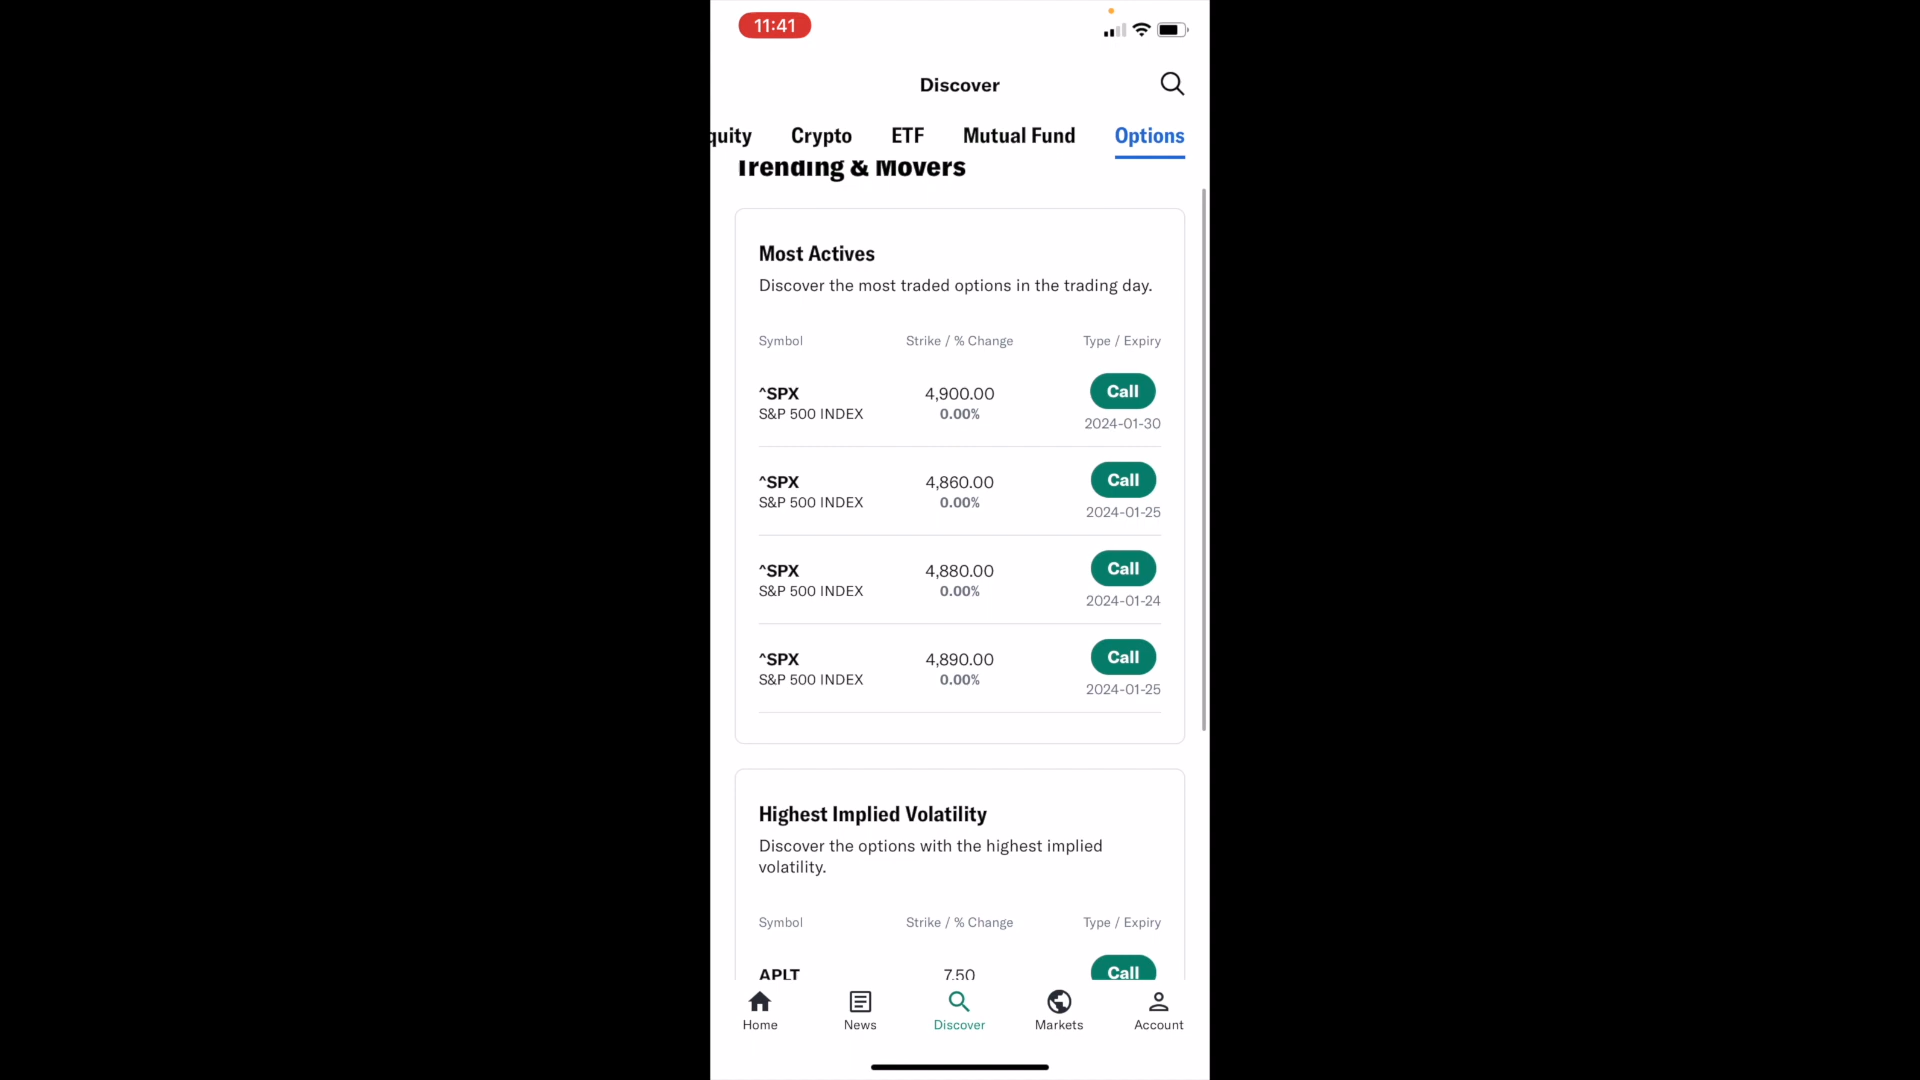 11:41
Discover
quity Crypto ETF Mutual Fund Options
Trending & Movers
Most Actives
Discover the most traded options in the trading day.
Symbol Strike / % Change Type / Expiry
^SPX 4,900.00 Call
S&P 500 INDEX 0.00% 2024-01-30
^SPX 4,860.00 Call
S&P 500 INDEX 0.00% 2024-01-25
^SPX 4,880.00 Call
S&P 500 INDEX 0.00% 2024-01-24
^SPX 4,890.00 Call
S&P 500 INDEX 0.00% 2024-01-25
Highest Implied Volatility
Discover the options with the highest implied
volatility.
Symbol Strike / % Change Type / Expiry
APLT 7.50 Call
Home News Discover Markets Account